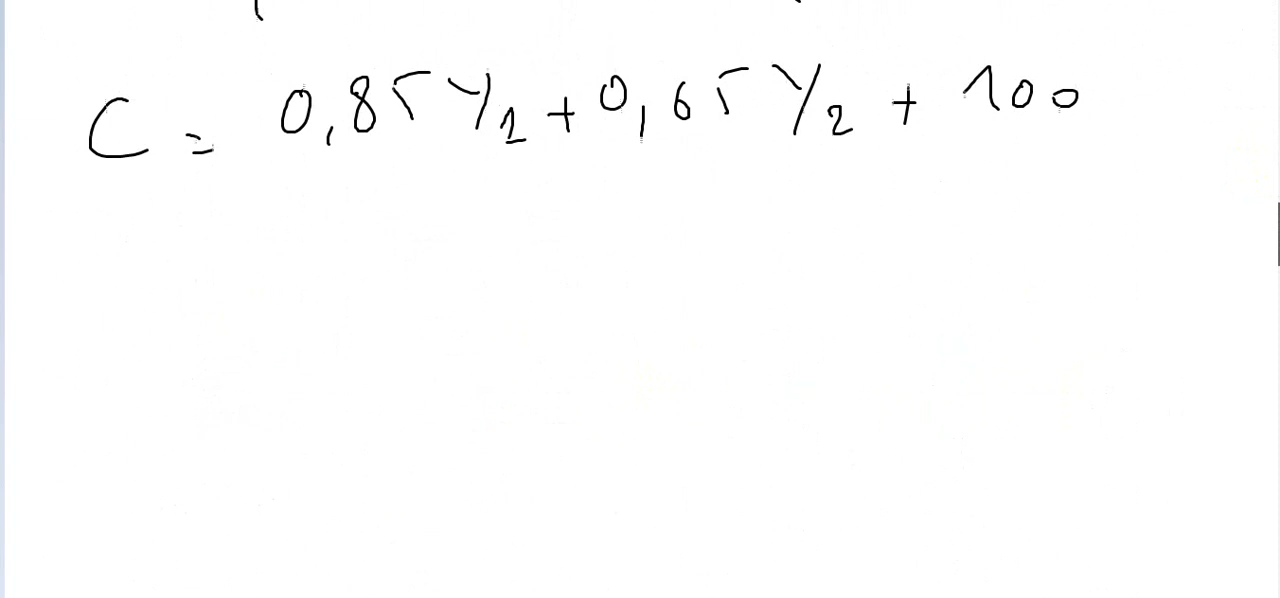 C = 0,85 Y₁ + 0,65 Y₂ + 100